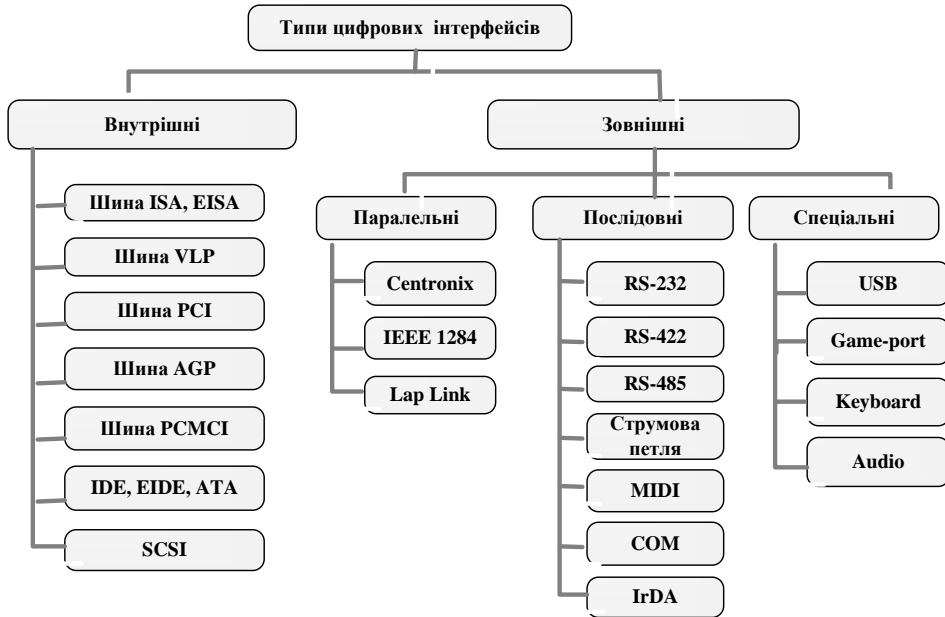 Типи цифрових інтерфейсів
Внутрішні
Зовнішні
Шина ISA, EISA
Шина VLP
Шина PCI
Шина AGP
Шина PCMCI
IDE, EIDE, ATA
SCSI
Паралельні
Centronix
IEEE 1284
Lap Link
Послідовні
RS-232
RS-422
RS-485
Струмова
петля
MIDI
COM
IrDA
Спеціальні
USB
Game-port
Keyboard
Audio